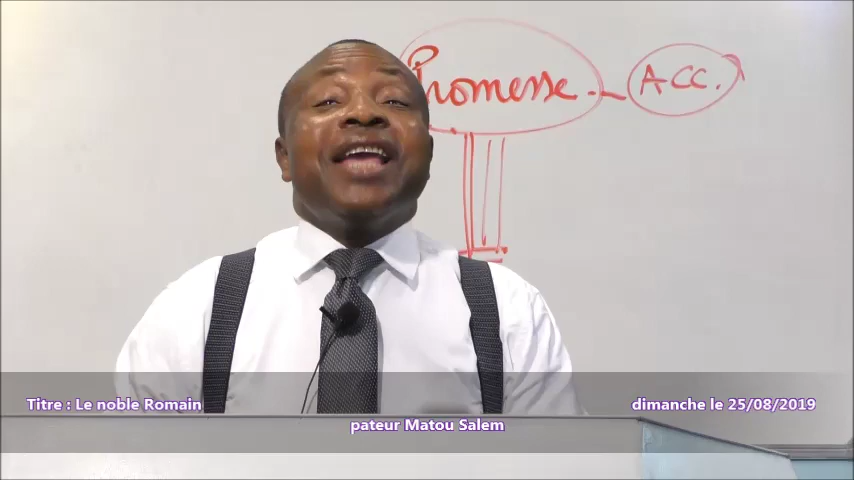 Promesse - ACC.
Titre : Le noble Romain
dimanche le 25/08/2019
pateur Matou Salem